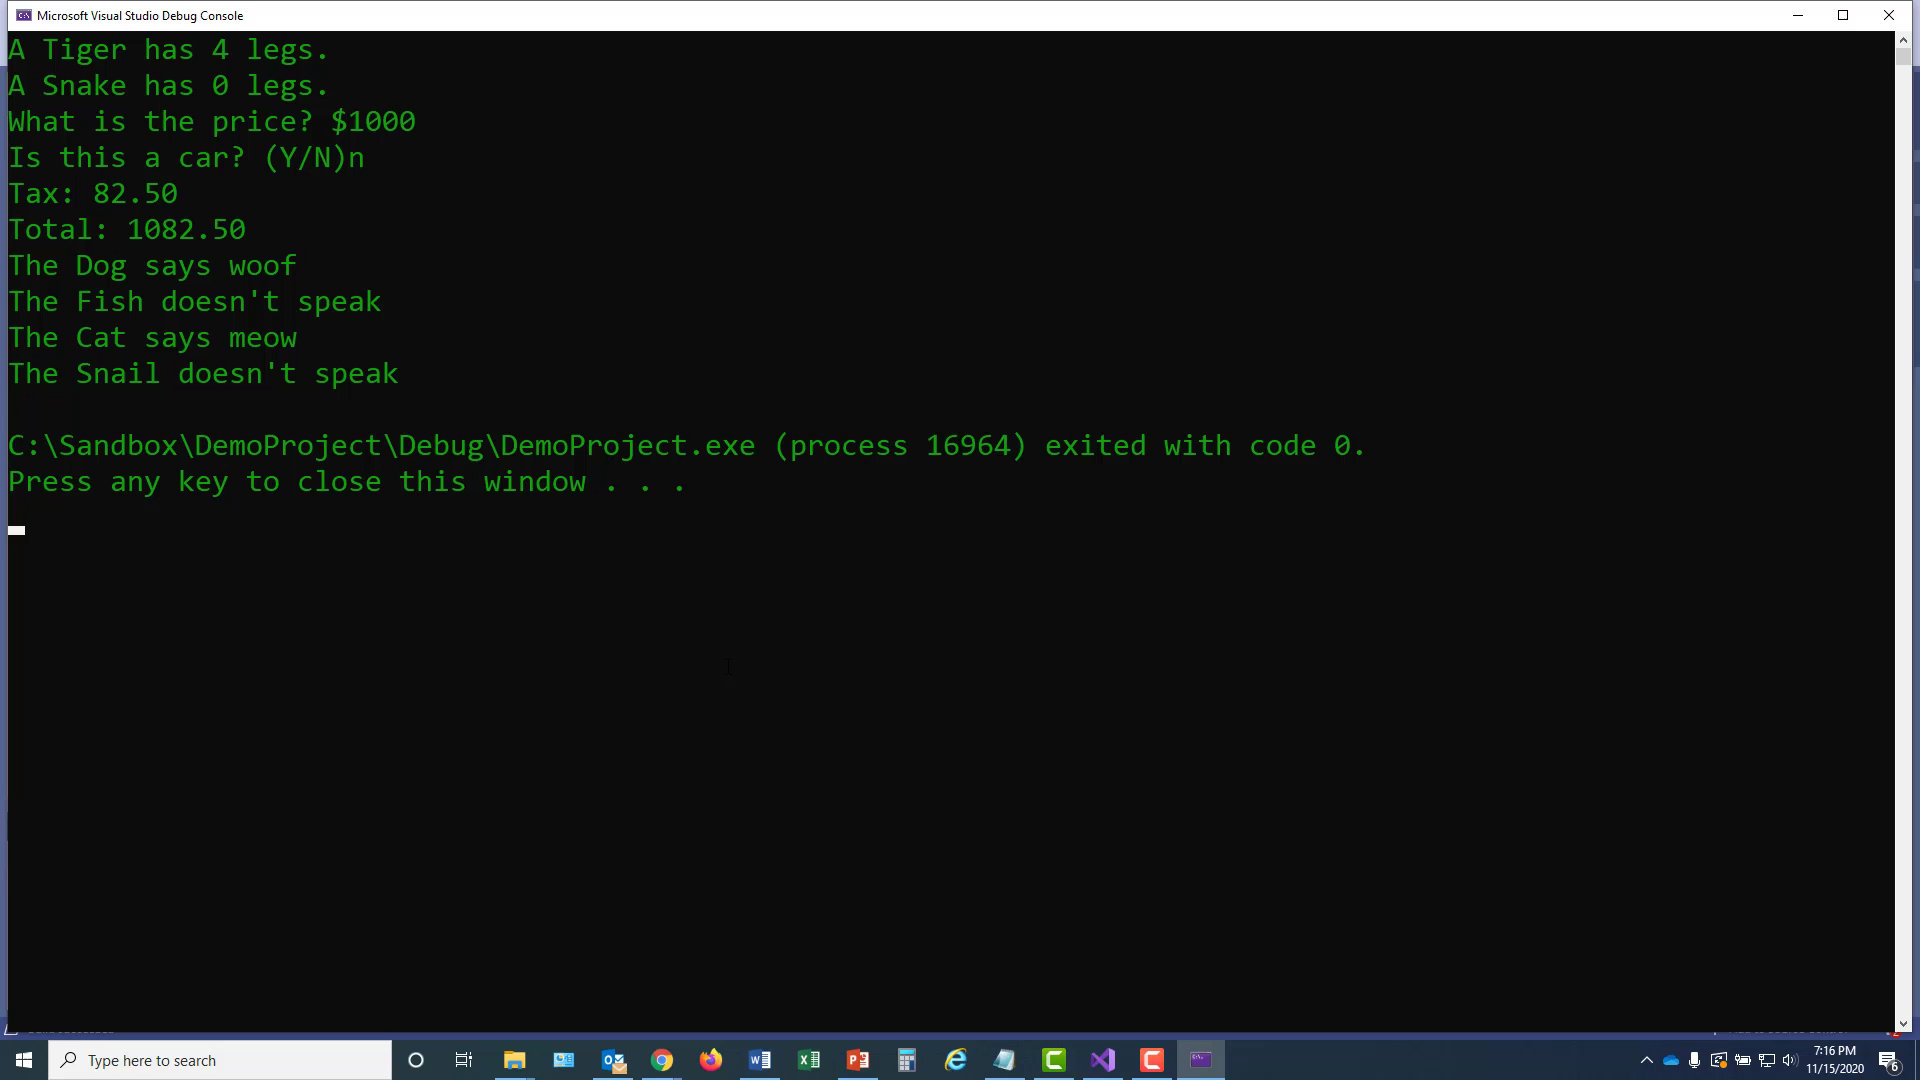 Microsoft Visual Studio Debug Console
A Tiger has 4 legs.
A Snake has 0 legs.
What is the price? $1000
Is this a car? (Y/N)n
Tax: 82.50
Total: 1082.50
The Dog says woof
The Fish doesn't speak
The Cat says meow
The Snail doesn't speak
C:\Sandbox\DemoProject\Debug\DemoProject.exe (process 16964) exited with code 0.
Press any key to close this window . . .
Type here to search
7:16 PM
11/15/2020
6